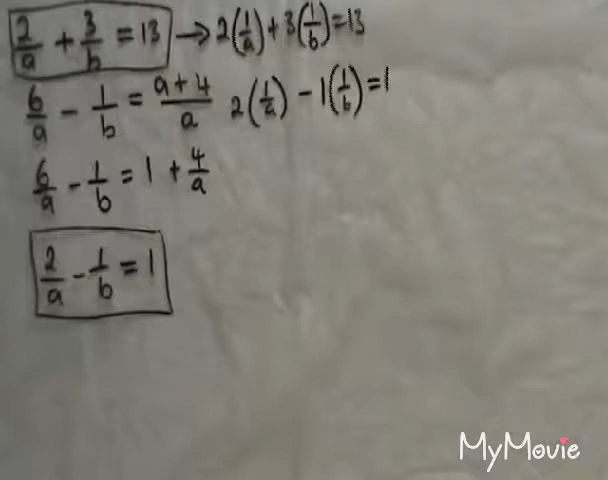 2/a + 3/b = 13 → 2(1/a) + 3(1/b) = 13
6/a - 1/b = a+4/a 2(1/a) - 1(1/b) = 1
6/a - 1/b = 1 + 4/a
2/a - 1/b = 1
MyMovie